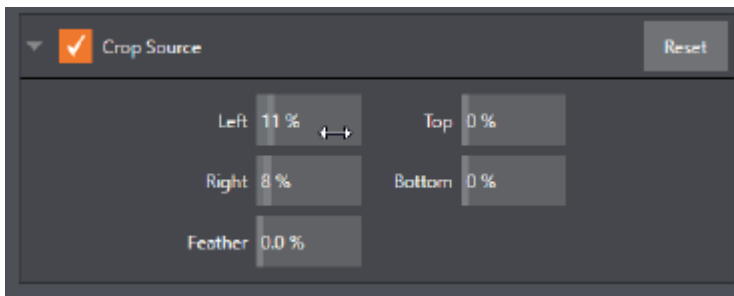 Crop Source Reset
Left 11 % Top 0 %
Right 8 % Bottom 0 %
Feather 0.0 %